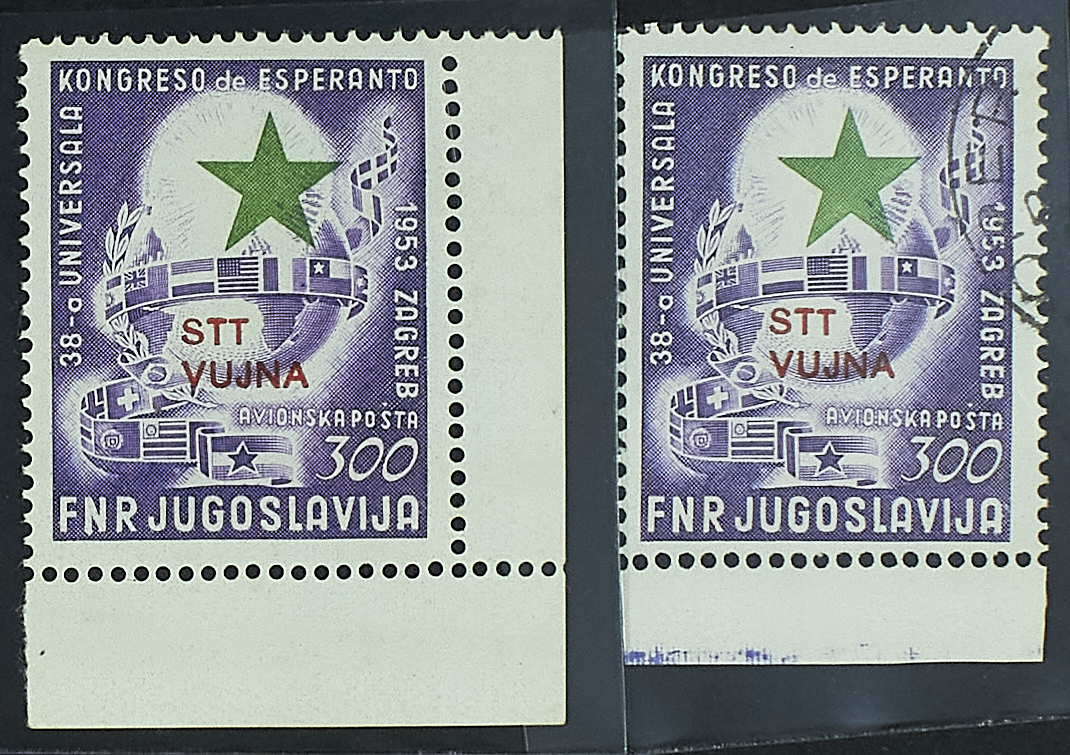 KONGRESO de ESPERANTO
38-a UNIVERSALA
1953 ZAGREB
STT
VUJNA
AVIONSKA POŠTA
300
FNR JUGOSLAVIJA
KONGRESO de ESPERANTO
38-a UNIVERSALA
1953 ZAGREB
STT
VUJNA
AVIONSKA POŠTA
300
FNR JUGOSLAVIJA